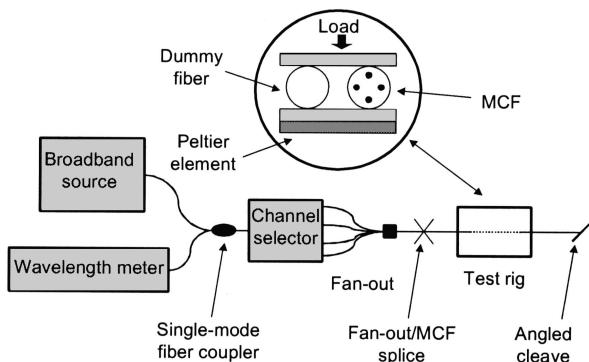 Load
Dummy
fiber
MCF
Peltier
element
Broadband
source
Channel
selector
Wavelength meter
Fan-out
Test rig
Single-mode
fiber coupler
Fan-out/MCF
splice
Angled
cleave